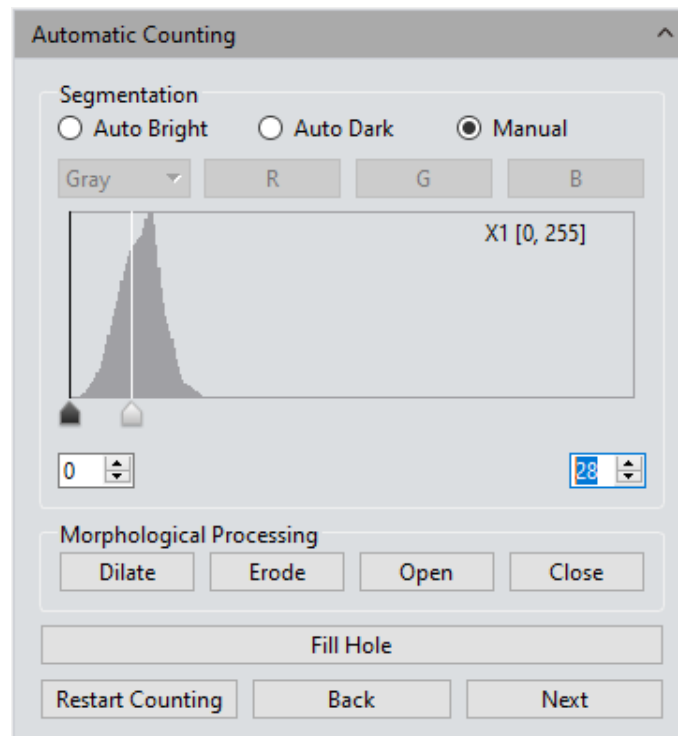 Automatic Counting
Segmentation
Auto Bright Auto Dark Manual
Gray R G B
X1 [0, 255]
0 28
Morphological Processing
Dilate Erode Open Close
Fill Hole
Restart Counting Back Next